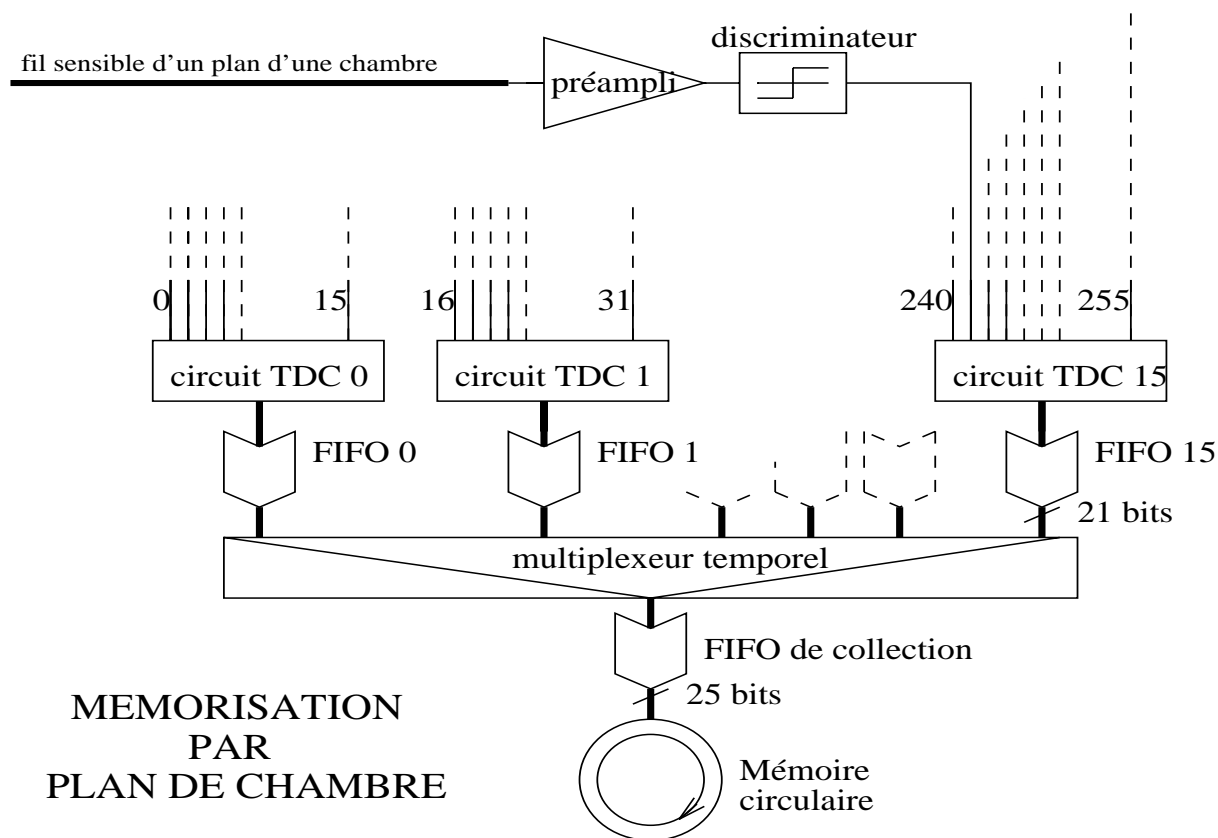 discriminateur
fil sensible d'un plan d'une chambre
préampli
0
15
16
31
240
255
circuit TDC 0
circuit TDC 1
circuit TDC 15
FIFO 0
FIFO 1
FIFO 15
21 bits
multiplexeur temporel
FIFO de collection
25 bits
MEMORISATION
PAR
PLAN DE CHAMBRE
Mémoire
circulaire